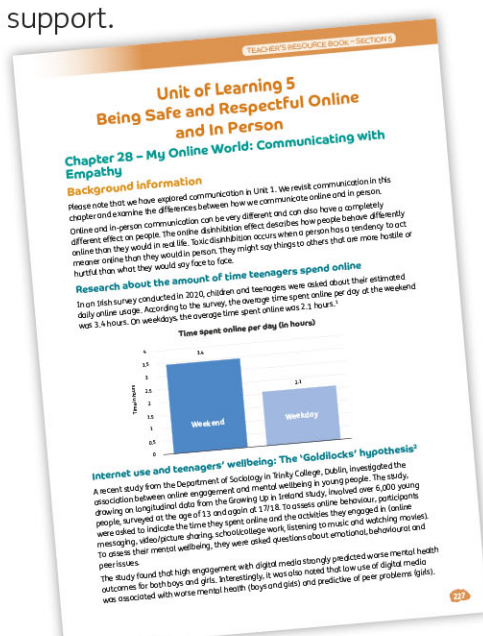 support.
TEACHER'S RESOURCE BOOK – SECTION 5
Unit of Learning 5
Being Safe and Respectful Online
and In Person
Chapter 28 – My Online World: Communicating with
Empathy
Background information
Please note that we have explored communication in Unit 1. We revisit communication in this
chapter and examine the differences between how we communicate online and in person.
Online and in-person communication can be very different and can also have a completely
different effect on people. The online disinhibition effect describes how people behave differently
online than they would in real life. Toxic disinhibition occurs when a person has a tendency to act
meaner online than they would in person. They might say things to others that are more hostile or
hurtful than what they would say face to face.
Research about the amount of time teenagers spend online
In an Irish survey conducted in 2020, children and teenagers were asked about their estimated
daily online usage. According to the survey, the average time spent online per day at the weekend
was 3.4 hours. On weekdays, the average time spent online was 2.1 hours.¹
Time spent online per day (in hours)
Time in hours
4
3.5
3
2.5
2
1.5
1
0.5
0
3.4
Weekend
2.1
Weekday
Internet use and teenagers' wellbeing: The 'Goldilocks' hypothesis²
A recent study from the Department of Sociology in Trinity College, Dublin, investigated the
association between online engagement and mental wellbeing in young people. The study,
drawing on longitudinal data from the Growing Up in Ireland study, involved over 6,000 young
people, surveyed at the age of 13 and again at 17/18. To assess online behaviour, participants
were asked to indicate the time they spent online and the activities they engaged in (online
messaging, video/picture sharing, school/college work, listening to music and watching movies).
To assess their mental wellbeing, they were asked questions about emotional, behavioural and
peer issues.
The study found that high engagement with digital media strongly predicted worse mental health
outcomes for both boys and girls. Interestingly, it was also noted that low use of digital media
was associated with worse mental health (boys and girls) and predictive of peer problems (girls).
227